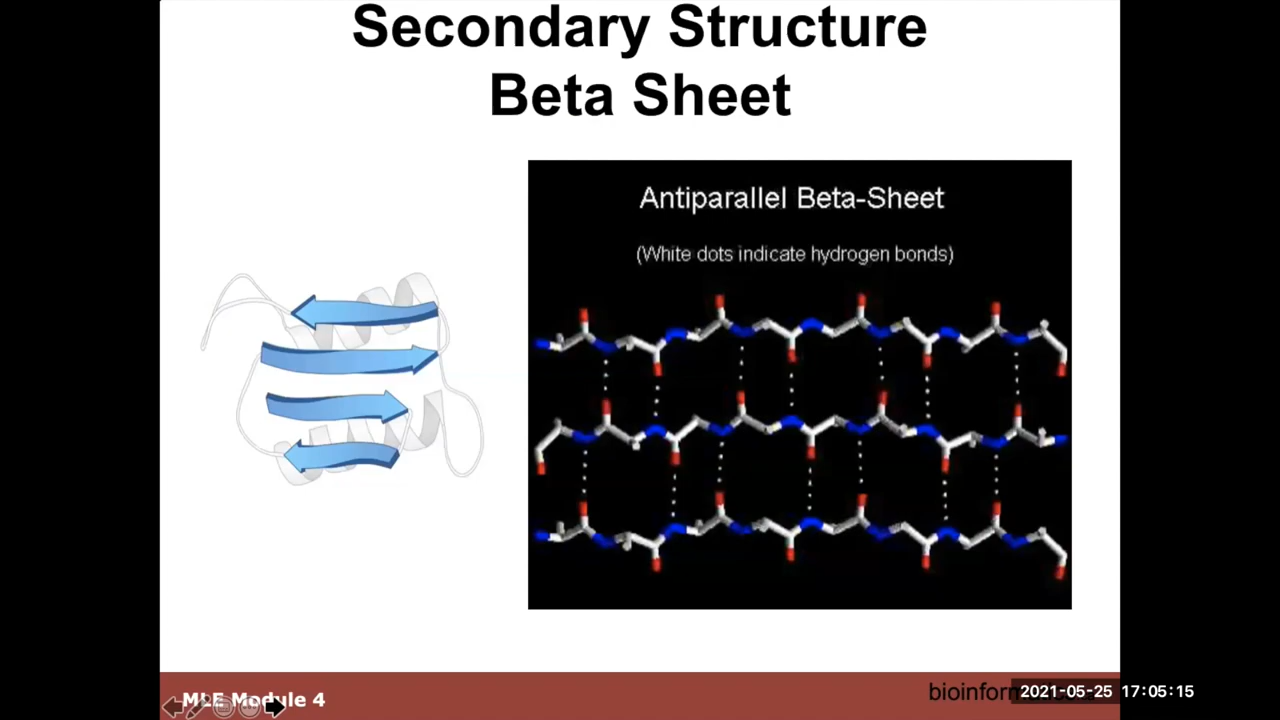 Secondary Structure
Beta Sheet
Antiparallel Beta-Sheet
(White dots indicate hydrogen bonds)
MLE Module 4
2021-05-25 17:05:15